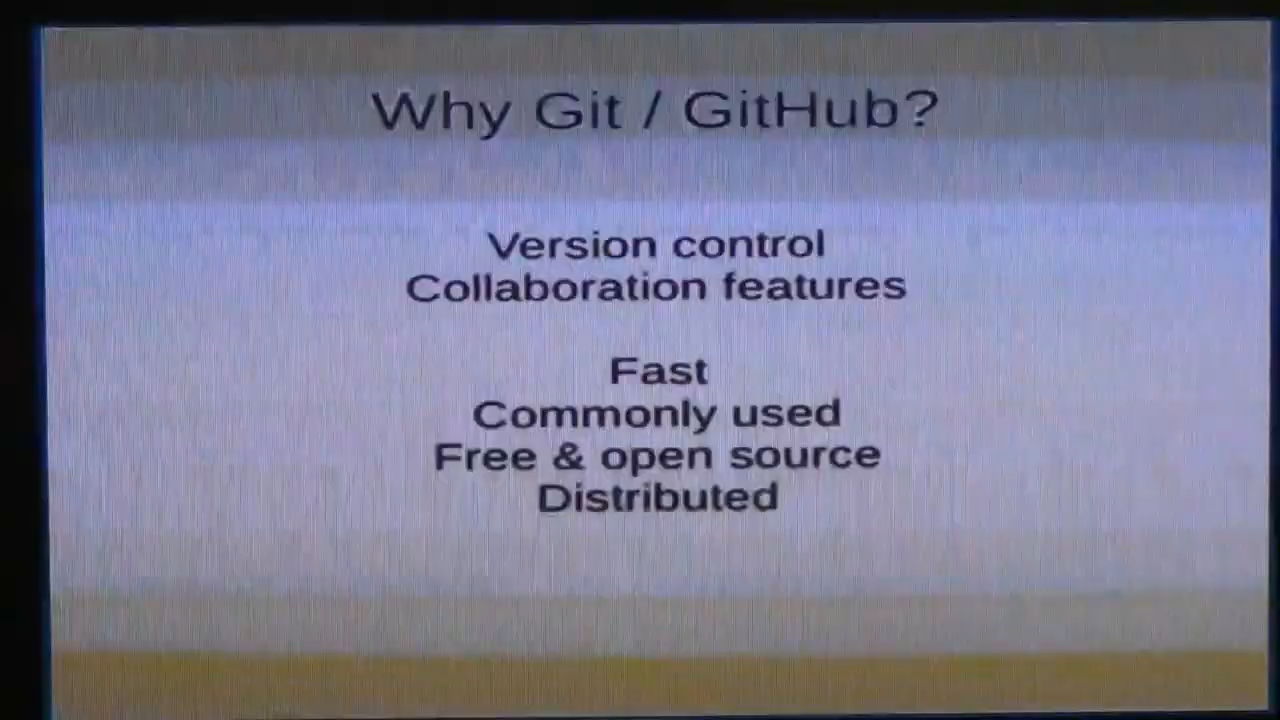 Why Git / GitHub?
Version control
Collaboration features
Fast
Commonly used
Free & open source
Distributed